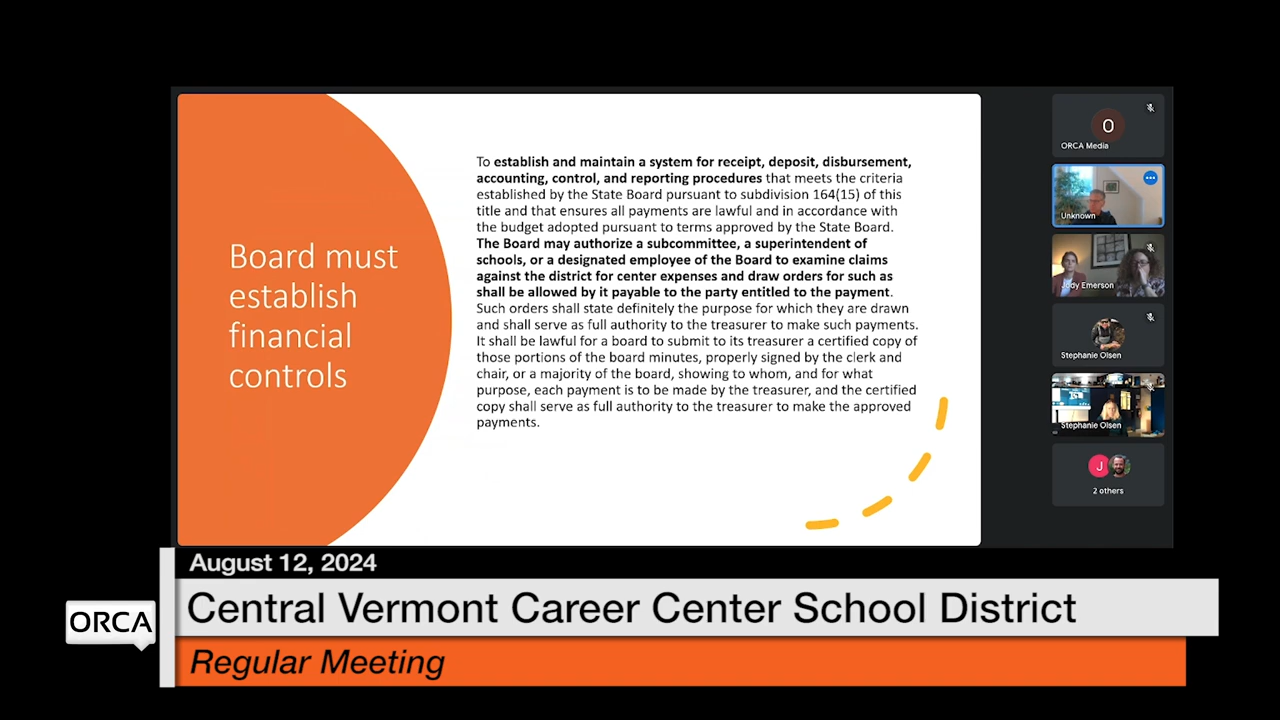 Board must
establish
financial
controls
To establish and maintain a system for receipt, deposit, disbursement,
accounting, control, and reporting procedures that meets the criteria
established by the State Board pursuant to subdivision 164(15) of this
title and that ensures all payments are lawful and in accordance with
the budget adopted pursuant to terms approved by the State Board.
The Board may authorize a subcommittee, a superintendent of
schools, or a designated employee of the Board to examine claims
against the district for center expenses and draw orders for such as
shall be allowed by it payable to the party entitled to the payment.
Such orders shall state definitely the purpose for which they are drawn
and shall serve as full authority to the treasurer to make such payments.
It shall be lawful for a board to submit to its treasurer a certified copy of
those portions of the board minutes, properly signed by the clerk and
chair, or a majority of the board, showing to whom, and for what
purpose, each payment is to be made by the treasurer, and the certified
copy shall serve as full authority to the treasurer to make the approved
payments.
O
ORCA Media
Unknown
Jody Emerson
Stephanie Olsen
Stephanie Olsen
J
2 others
August 12, 2024
ORCA
Central Vermont Career Center School District
Regular Meeting